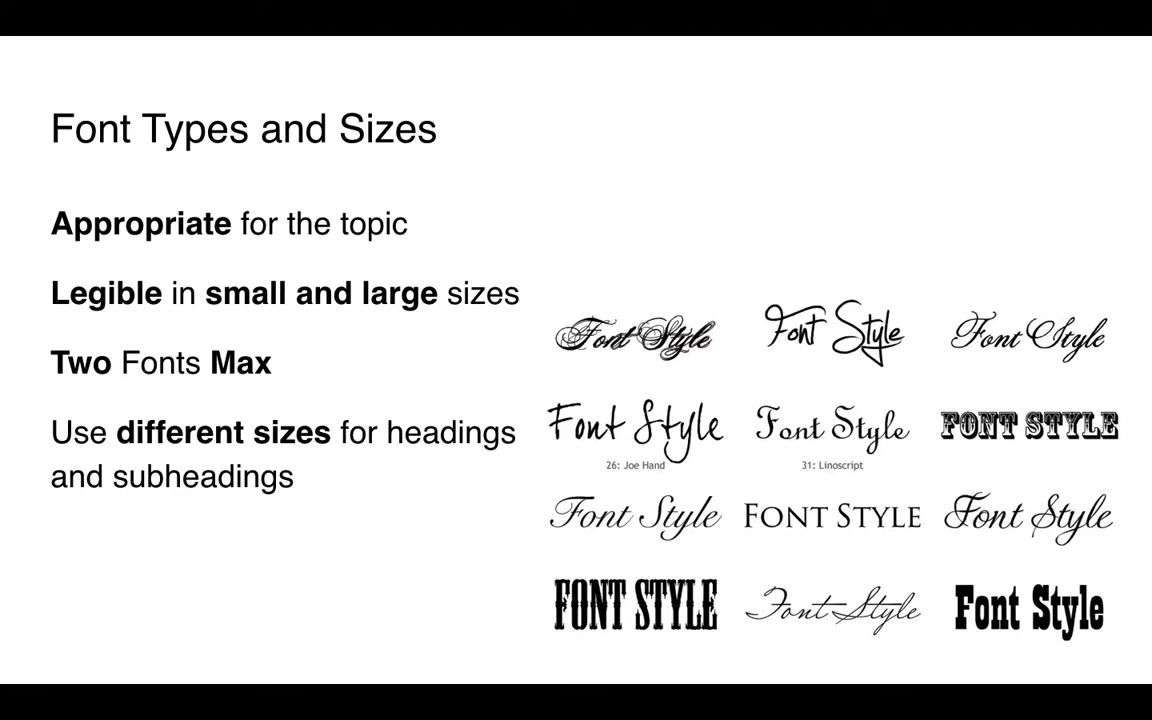 Font Types and Sizes
Appropriate for the topic
Legible in small and large sizes
Two Fonts Max
Use different sizes for headings
and subheadings
Font Style Font Style Font Style
Font Style Font Style FONT STYLE
26: Joe Hand 31: Linoscript
Font Style FONT STYLE Font Style
FONT STYLE Font Style Font Style